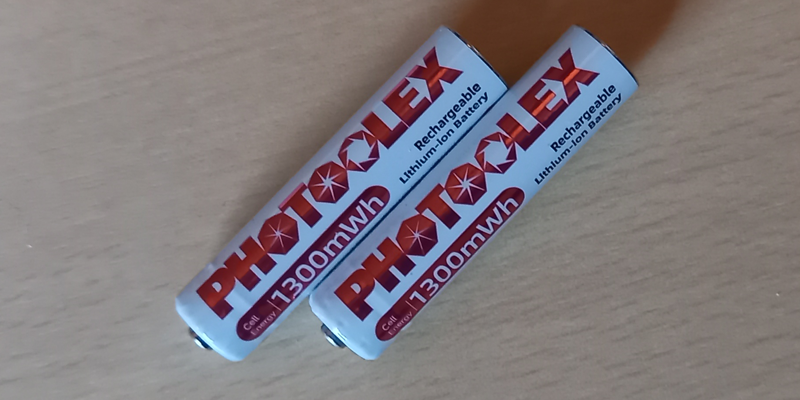 PHOTOOLEX
Rechargeable
Lithium-ion Battery
Cell
Energy
1300mWh
PHOTOOLEX
Rechargeable
Lithium-ion Battery
Cell
Energy
1300mWh